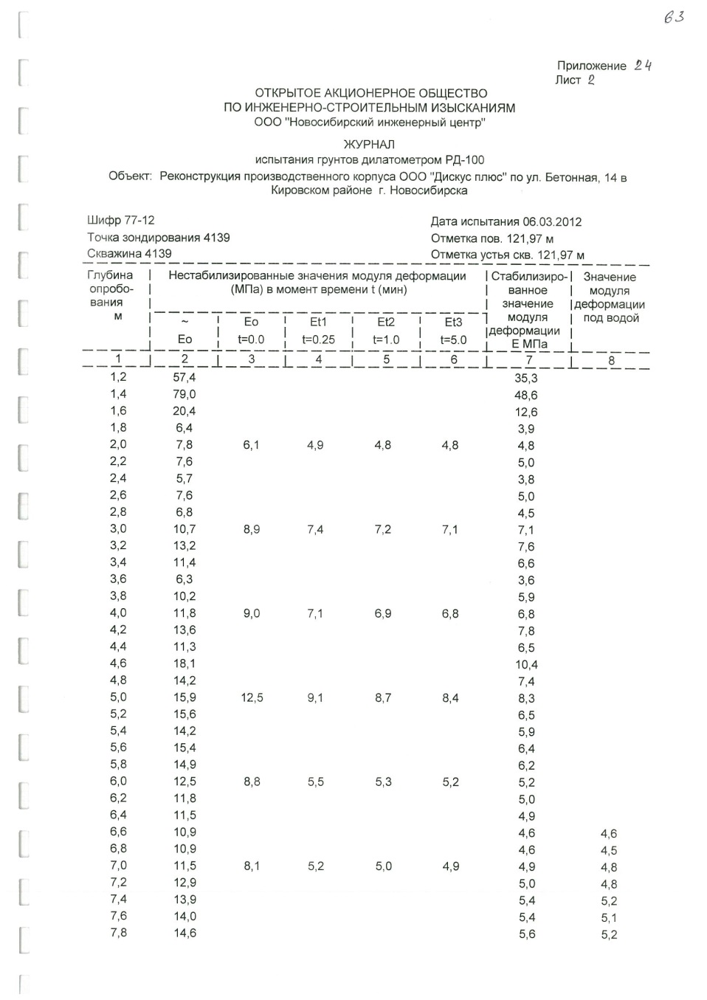 63
Приложение 24
Лист 2
ОТКРЫТОЕ АКЦИОНЕРНОЕ ОБЩЕСТВО
ПО ИНЖЕНЕРНО-СТРОИТЕЛЬНЫМ ИЗЫСКАНИЯМ
ООО "Новосибирский инженерный центр"
ЖУРНАЛ
испытания грунтов дилатометром РД-100
Объект: Реконструкция производственного корпуса ООО "Дискус плюс" по ул. Бетонная, 14 в
Кировском районе г. Новосибирска
Шифр 77-12 Дата испытания 06.03.2012
Точка зондирования 4139 Отметка пов. 121,97 м
Скважина 4139 Отметка устья скв. 121,97 м
Глубина | Нестабилизированные значения модуля деформации | Стабилизиро- | Значение
опробо- | (МПа) в момент времени t (мин) | ванное | модуля
вания | | значение | деформации
м | ~ | Eo | Et1 | Et2 | Et3 | модуля | под водой
| Eo | t=0.0 | t=0.25 | t=1.0 | t=5.0 | деформации
Е МПа
1 | 2 | 3 | 4 | 5 | 6 | 7 | 8
1,2 57,4 35,3
1,4 79,0 48,6
1,6 20,4 12,6
1,8 6,4 3,9
2,0 7,8 6,1 4,9 4,8 4,8 4,8
2,2 7,6 5,0
2,4 5,7 3,8
2,6 7,6 5,0
2,8 6,8 4,5
3,0 10,7 8,9 7,4 7,2 7,1 7,1
3,2 13,2 7,6
3,4 11,4 6,6
3,6 6,3 3,6
3,8 10,2 5,9
4,0 11,8 9,0 7,1 6,9 6,8 6,8
4,2 13,6 7,8
4,4 11,3 6,5
4,6 18,1 10,4
4,8 14,2 7,4
5,0 15,9 12,5 9,1 8,7 8,4 8,3
5,2 15,6 6,5
5,4 14,2 5,9
5,6 15,4 6,4
5,8 14,9 6,2
6,0 12,5 8,8 5,5 5,3 5,2 5,2
6,2 11,8 5,0
6,4 11,5 4,9
6,6 10,9 4,6 4,6
6,8 10,9 4,6 4,5
7,0 11,5 8,1 5,2 5,0 4,9 4,9 4,8
7,2 12,9 5,0 4,8
7,4 13,9 5,4 5,2
7,6 14,0 5,4 5,1
7,8 14,6 5,6 5,2